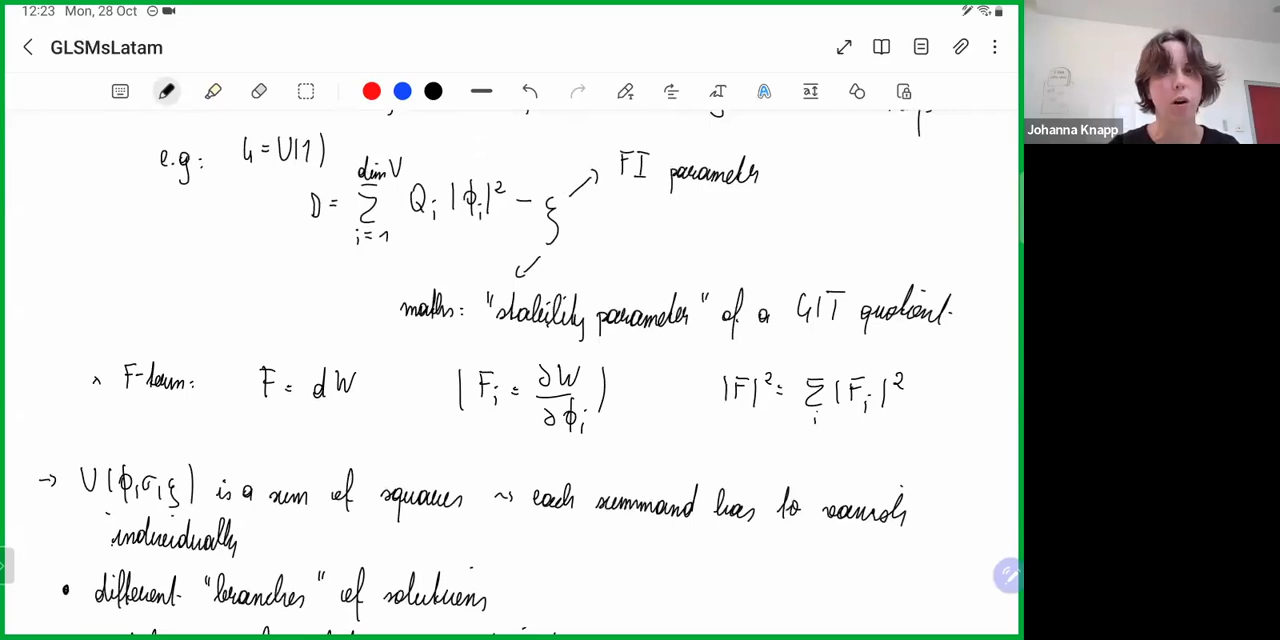 12:23 Mon, 28 Oct
GLSMsLatam
Johanna Knapp
e.g: G = U(1)
D = ∑_{i=1}^{dim V} Q_i |ϕ_i|² - ξ
FI parameter
maths: "stability parameter" of a GIT quotient.
F-term: F = dW (F_i = ∂W/∂ϕ_i) |F|² = ∑_i |F_i|²
→ U(ϕ,σ,ξ) is a sum of squares ⇝ each summand has to vanish
individually
• different "branches" of solutions